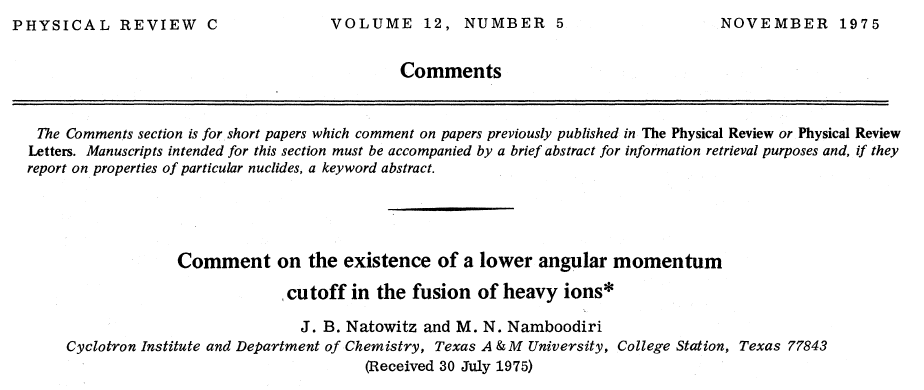 PHYSICAL REVIEW C VOLUME 12, NUMBER 5 NOVEMBER 1975
Comments
The Comments section is for short papers which comment on papers previously published in The Physical Review or Physical Review
Letters. Manuscripts intended for this section must be accompanied by a brief abstract for information retrieval purposes and, if they
report on properties of particular nuclides, a keyword abstract.
Comment on the existence of a lower angular momentum
cutoff in the fusion of heavy ions*
J. B. Natowitz and M. N. Namboodiri
Cyclotron Institute and Department of Chemistry, Texas A & M University, College Station, Texas 77843
(Received 30 July 1975)